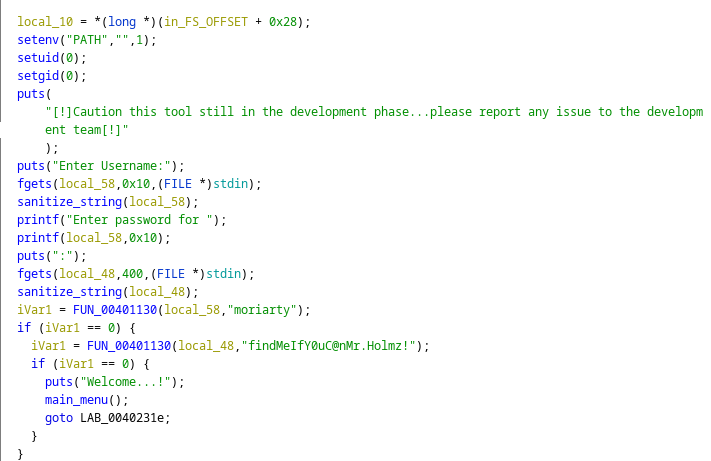 local_10 = *(long *)(in_FS_OFFSET + 0x28);
setenv("PATH","",1);
setuid(0);
setgid(0);
puts(
"[!]Caution this tool still in the development phase...please report any issue to the developm
ent team[!]"
);
puts("Enter Username:");
fgets(local_58,0x10,(FILE *)stdin);
sanitize_string(local_58);
printf("Enter password for ");
printf(local_58,0x10);
puts(":");
fgets(local_48,400,(FILE *)stdin);
sanitize_string(local_48);
iVar1 = FUN_00401130(local_58,"moriarty");
if (iVar1 == 0) {
iVar1 = FUN_00401130(local_48,"findMeIfY0uC@nMr.Holmz!");
if (iVar1 == 0) {
puts("Welcome...!");
main_menu();
goto LAB_0040231e;
}
}